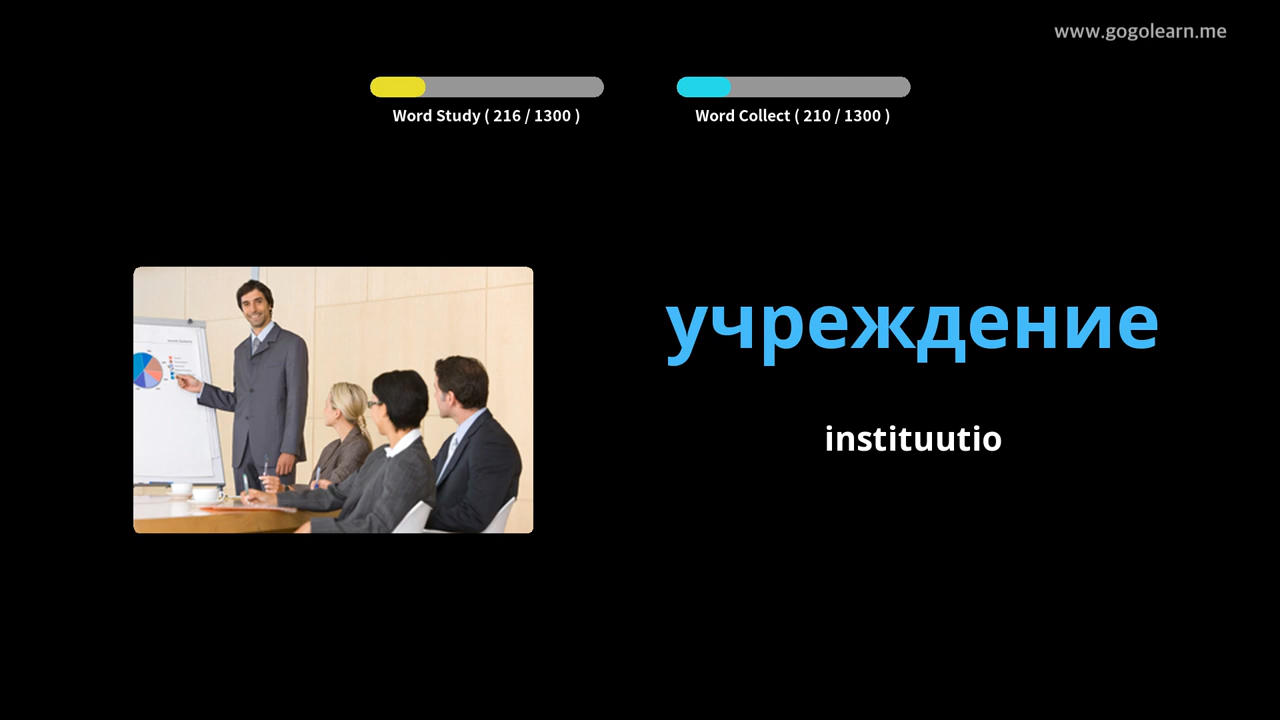 www.gogolearn.me
Word Study ( 216 / 1300 )
Word Collect ( 210 / 1300 )
учреждение
instituutio